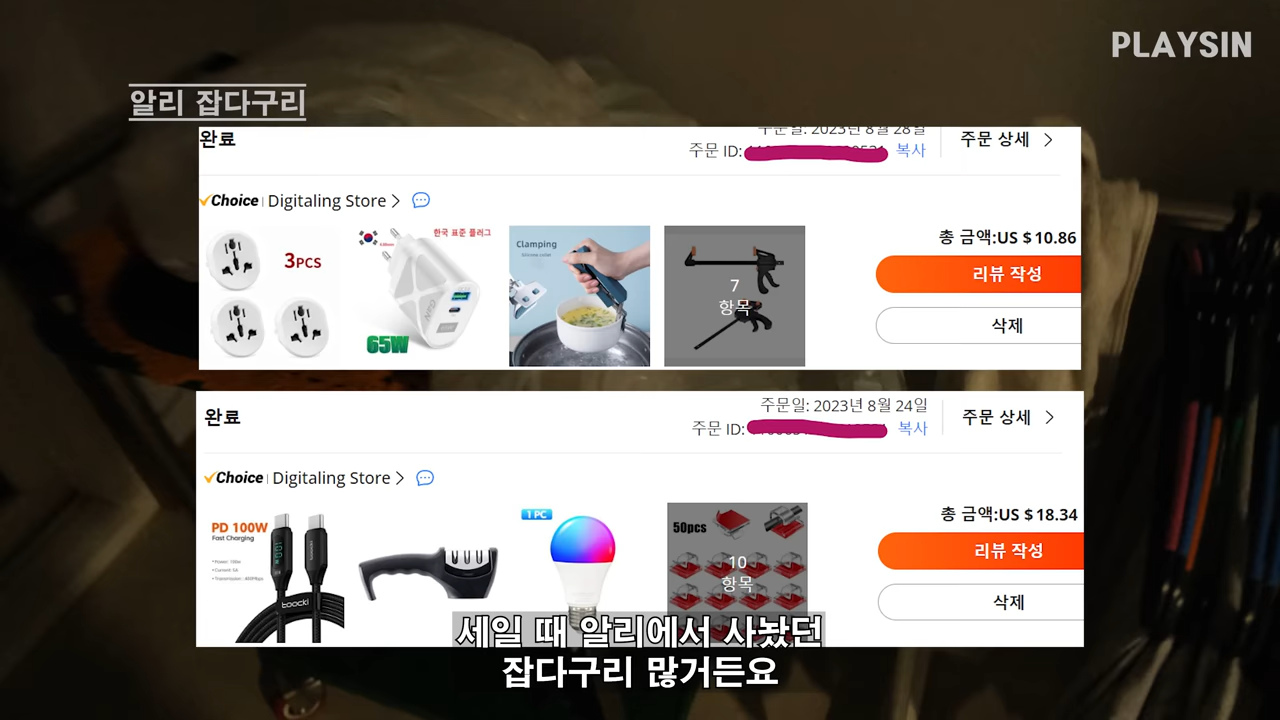 PLAYSIN
알리 잡다구리
완료
주문일: 2023년 8월 28일
주문 ID:
복사
주문 상세
Choice
Digitaling Store
3PCS
한국 표준 플러그
65W
Clamping
7
항목
총 금액:US $10.86
리뷰 작성
삭제
완료
주문일: 2023년 8월 24일
주문 ID:
복사
주문 상세
Choice
Digitaling Store
PD 100W
Fast Charging
toocki
1 PC
50pcs
10
항목
총 금액:US $18.34
리뷰 작성
삭제
세일 때 알리에서 사놨던
잡다구리 많거든요